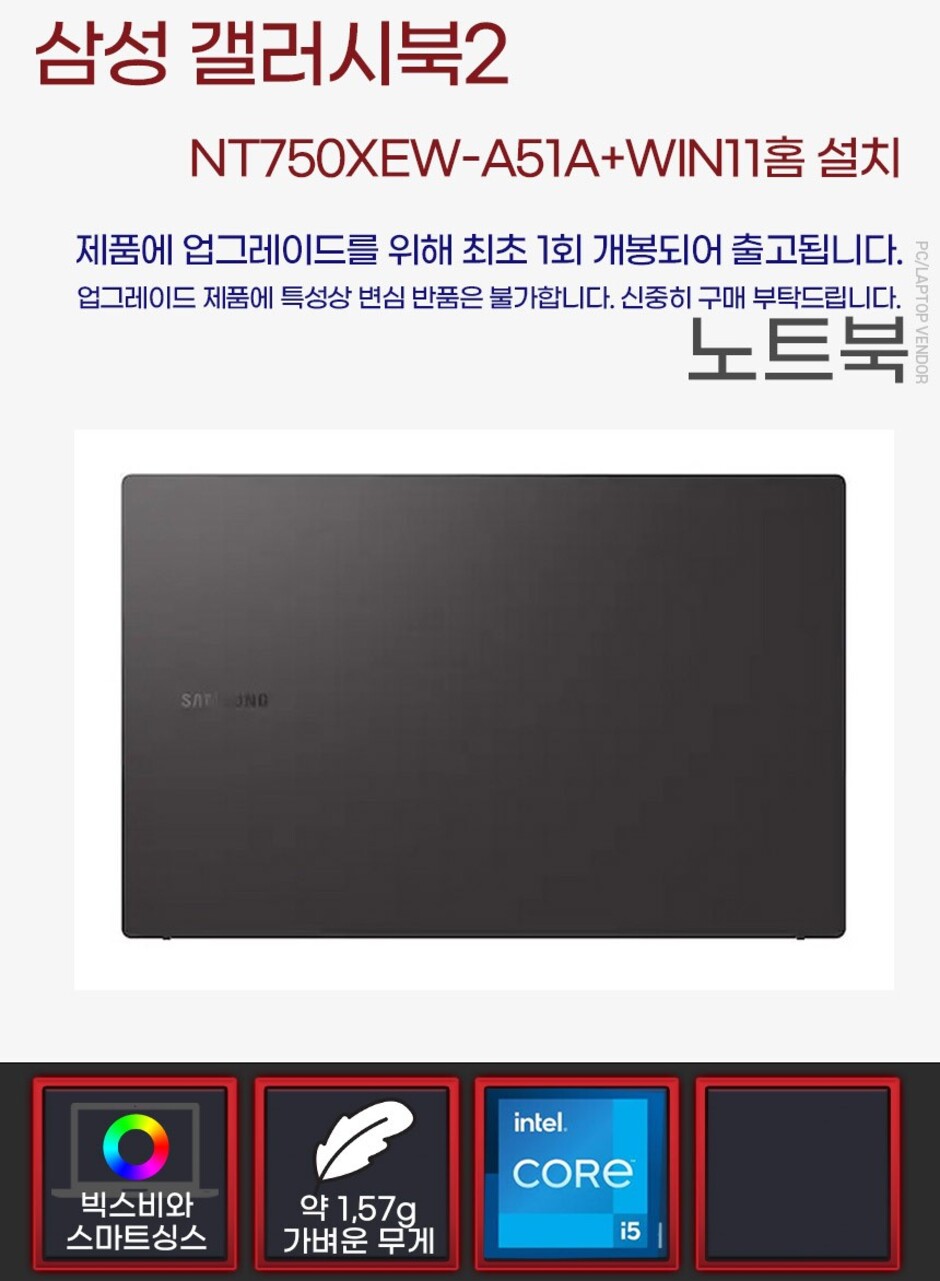 삼성 갤러시북2
NT750XEW-A51A+WIN11홈 설치
제품에 업그레이드를 위해 최초 1회 개봉되어 출고됩니다.
업그레이드 제품에 특성상 변심 반품은 불가합니다. 신중히 구매 부탁드립니다.
노트북
PC/LAPTOP VENDOR
SAMSUNG
빅스비와
스마트싱스
약 1,57g
가벼운 무게
intel.
CORE™
i5